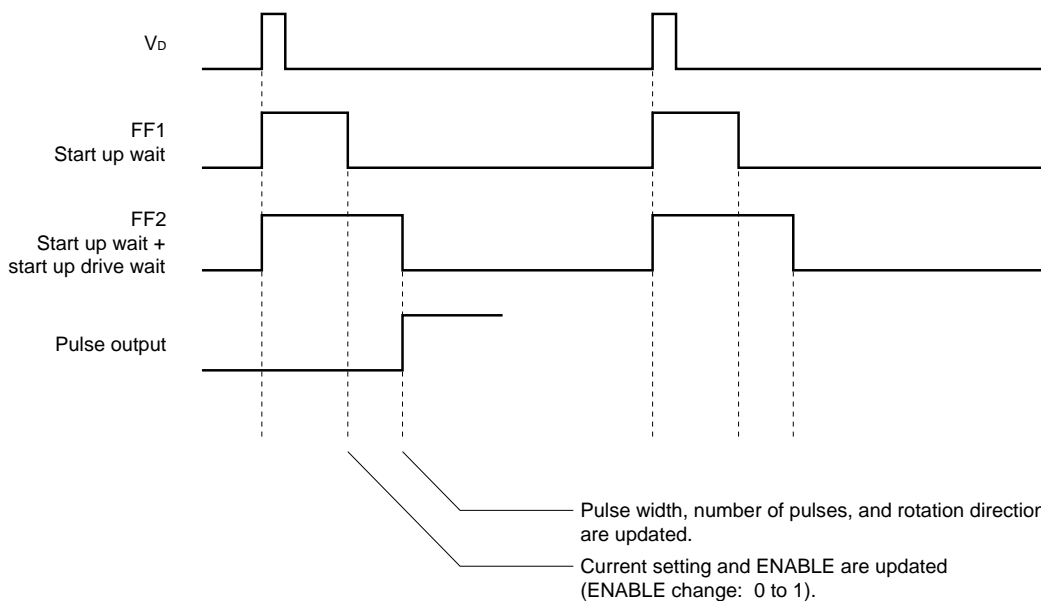 VD
FF1
Start up wait
FF2
Start up wait +
start up drive wait
Pulse output
Pulse width, number of pulses, and rotation direction
are updated.
Current setting and ENABLE are updated
(ENABLE change: 0 to 1).